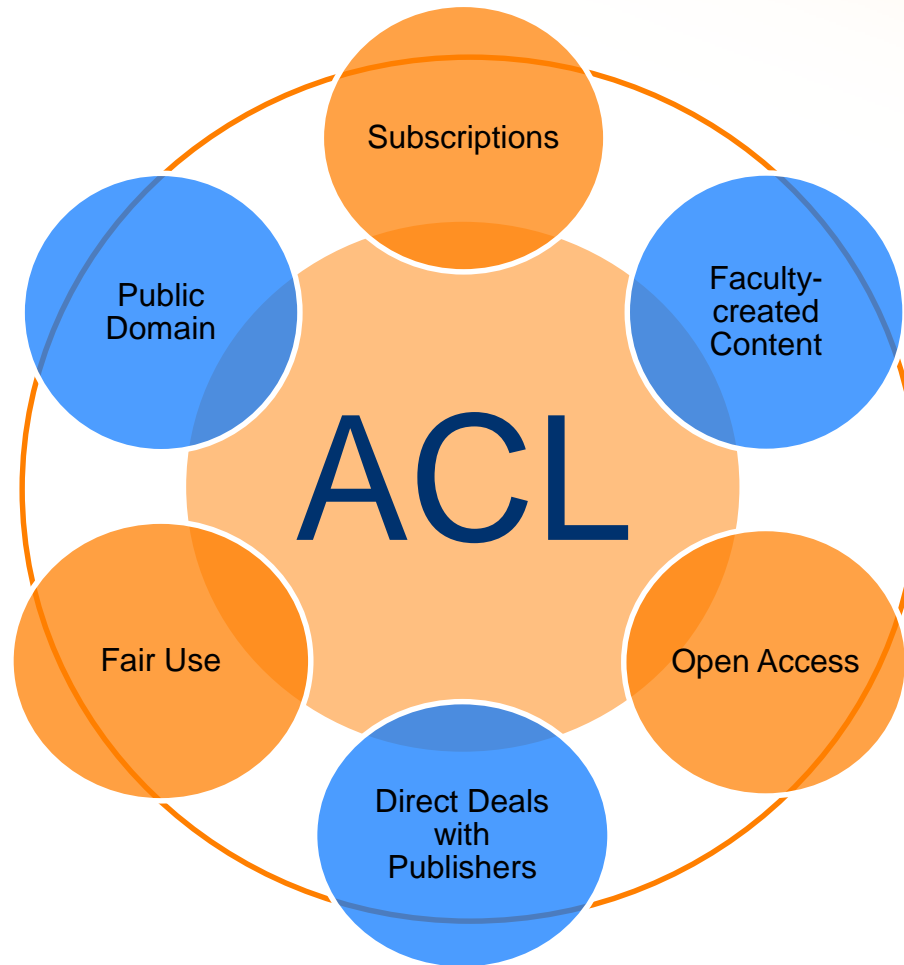 Subscriptions
Public
Domain
Faculty-
created
Content
ACL
Fair Use
Open Access
Direct Deals
with
Publishers